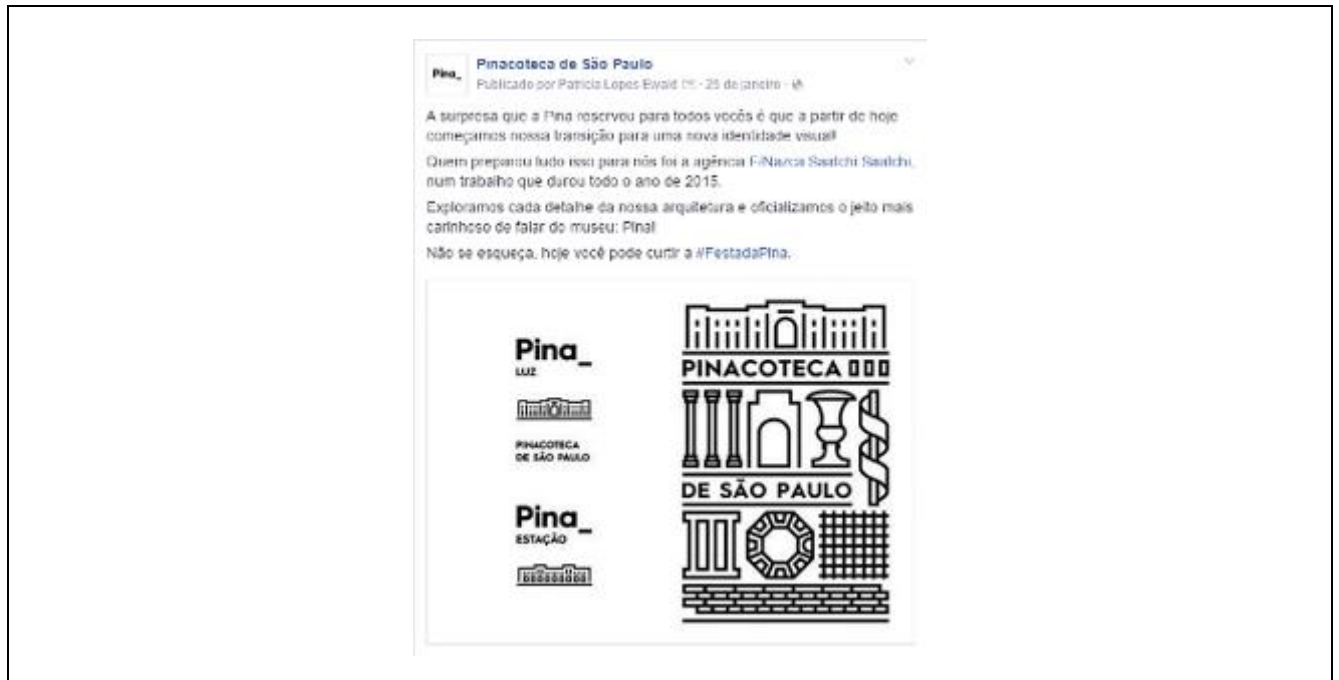 Pina_
Pinacoteca de São Paulo
Publicado por Patricia Lopes Ewald · 25 de janeiro ·
A surpresa que a Pina reservou para todos vocês é que a partir de hoje
começamos nossa transição para uma nova identidade visual!
Quem preparou tudo isso para nós foi a agência F/Nazca Saatchi Saatchi,
num trabalho que durou todo o ano de 2015.
Exploramos cada detalhe da nossa arquitetura e oficializamos o jeito mais
carinhoso de falar do museu: Pina!
Não se esqueça, hoje você pode curtir a #FestadaPina.
Pina_
LUZ
PINACOTECA
DE SÃO PAULO
Pina_
ESTAÇÃO
PINACOTECA
DE SÃO PAULO